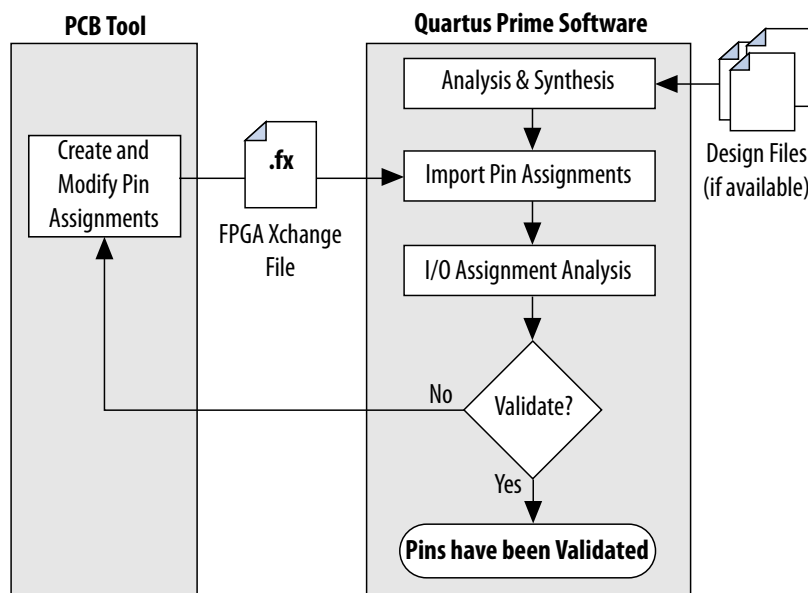 PCB Tool
Quartus Prime Software
Analysis & Synthesis
Design Files
(if available)
Create and
Modify Pin
Assignments
.fx
FPGA Xchange
File
Import Pin Assignments
I/O Assignment Analysis
Validate?
No
Yes
Pins have been Validated